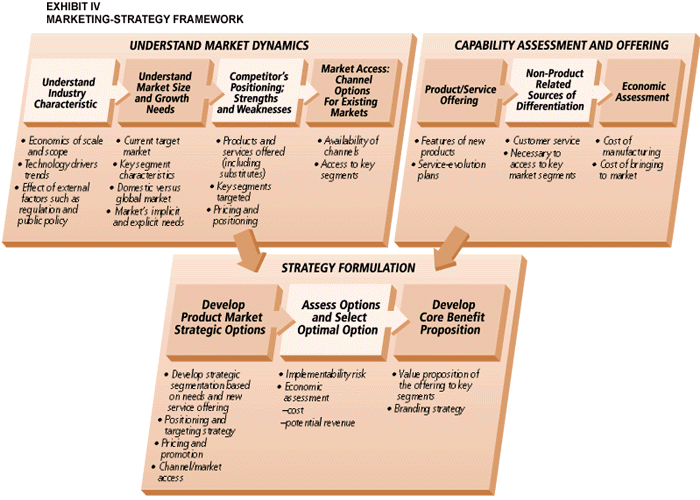 EXHIBIT IV
MARKETING-STRATEGY FRAMEWORK
UNDERSTAND MARKET DYNAMICS
Understand
Industry
Characteristic
• Economics of scale
and scope
• Technology drivers
trends
• Effect of external
factors such as
regulation and
public policy
Understand
Market Size
and Growth
Needs
• Current target
market
• Key segment
characteristics
• Domestic versus
global market
• Market's implicit
and explicit needs
Competitor's
Positioning;
Strengths
and Weaknesses
• Products and
services offered
(including
substitutes)
• Key segments
targeted
• Pricing and
positioning
Market Access:
Channel
Options
For Existing
Markets
• Availability of
channels
• Access to key
segments
CAPABILITY ASSESSMENT AND OFFERING
Product/Service
Offering
• Features of new
products
• Service-evolution
plans
Non-Product
Related
Sources of
Differentiation
• Customer service
• Necessary to
access to key
market segments
Economic
Assessment
• Cost of
manufacturing
• Cost of bringing
to market
STRATEGY FORMULATION
Develop
Product Market
Strategic Options
• Develop strategic
segmentation based
on needs and new
service offering
• Positioning and
targeting strategy
• Pricing and
promotion
• Channel/market
access
Assess Options
and Select
Optimal Option
• Implementability risk
• Economic
assessment
–cost
–potential revenue
Develop
Core Benefit
Proposition
• Value proposition of
the offering to key
segments
• Branding strategy